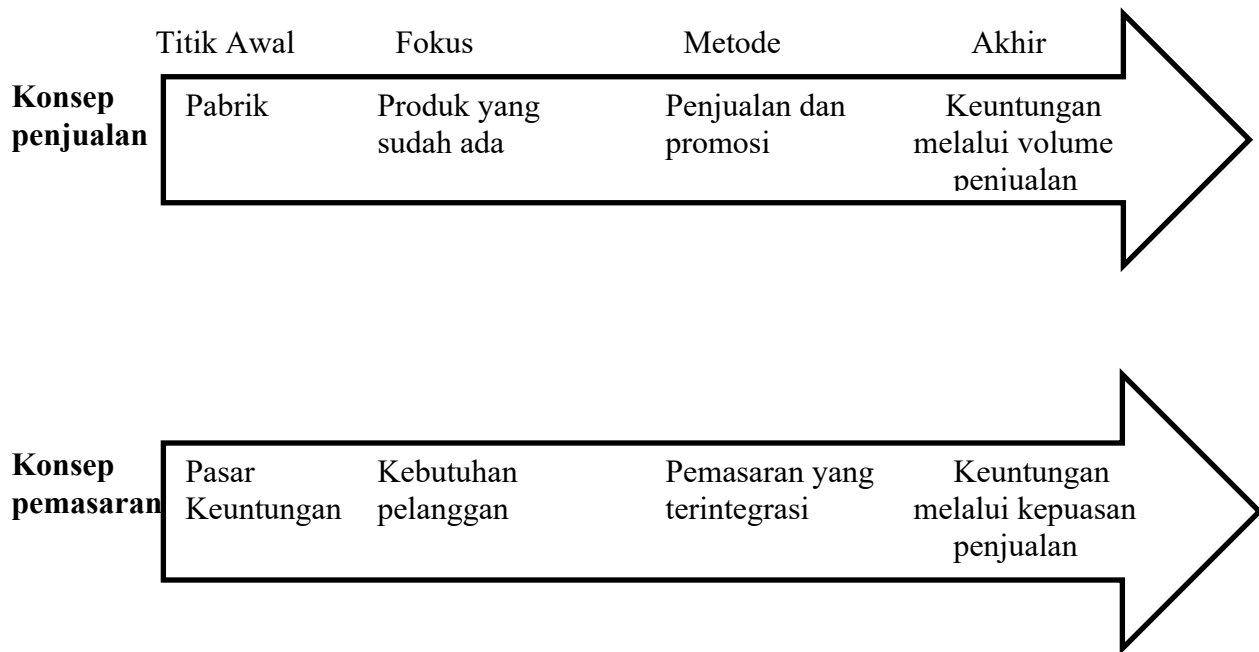 Titik Awal Fokus Metode Akhir
Konsep penjualan
Pabrik
Produk yang
sudah ada
Penjualan dan
promosi
Keuntungan
melalui volume
penjualan
Konsep
pemasaran
Pasar
Keuntungan
Kebutuhan
pelanggan
Pemasaran yang
terintegrasi
Keuntungan
melalui kepuasan
penjualan